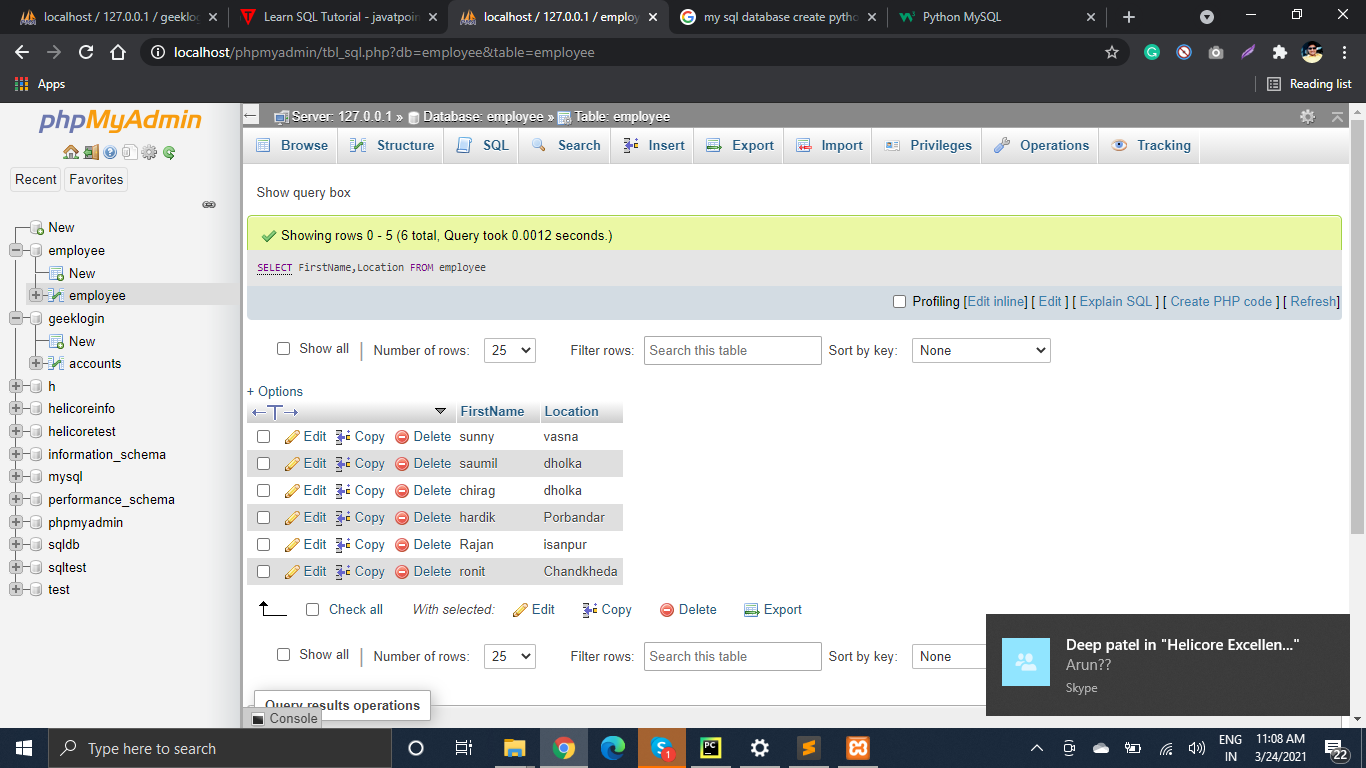 localhost / 127.0.0.1 / geeklog
Learn SQL Tutorial - javatpoin
localhost / 127.0.0.1 / employ
my sql database create pytho
Python MySQL
localhost/phpmyadmin/tbl_sql.php?db=employee&table=employee
Apps
Reading list
phpMyAdmin
Recent
Favorites
New
employee
New
employee
geeklogin
New
accounts
h
helicoreinfo
helicoretest
information_schema
mysql
performance_schema
phpmyadmin
sqldb
sqltest
test
Server: 127.0.0.1 » Database: employee » Table: employee
Browse Structure SQL Search Insert Export Import Privileges Operations Tracking
Show query box
Showing rows 0 - 5 (6 total, Query took 0.0012 seconds.)
SELECT FirstName,Location FROM employee
Profiling [Edit inline] [ Edit ] [ Explain SQL ] [ Create PHP code ] [ Refresh]
Show all | Number of rows: 25 Filter rows: Search this table Sort by key: None
+ Options
←T→ FirstName Location
Edit Copy Delete sunny vasna
Edit Copy Delete saumil dholka
Edit Copy Delete chirag dholka
Edit Copy Delete hardik Porbandar
Edit Copy Delete Rajan isanpur
Edit Copy Delete ronit Chandkheda
Check all With selected: Edit Copy Delete Export
Show all | Number of rows: 25 Filter rows: Search this table Sort by key: None
Query results operations
Console
Deep patel in "Helicore Excellen..."
Arun??
Skype
Type here to search
1
PC
ENG
IN
11:08 AM
3/24/2021
22